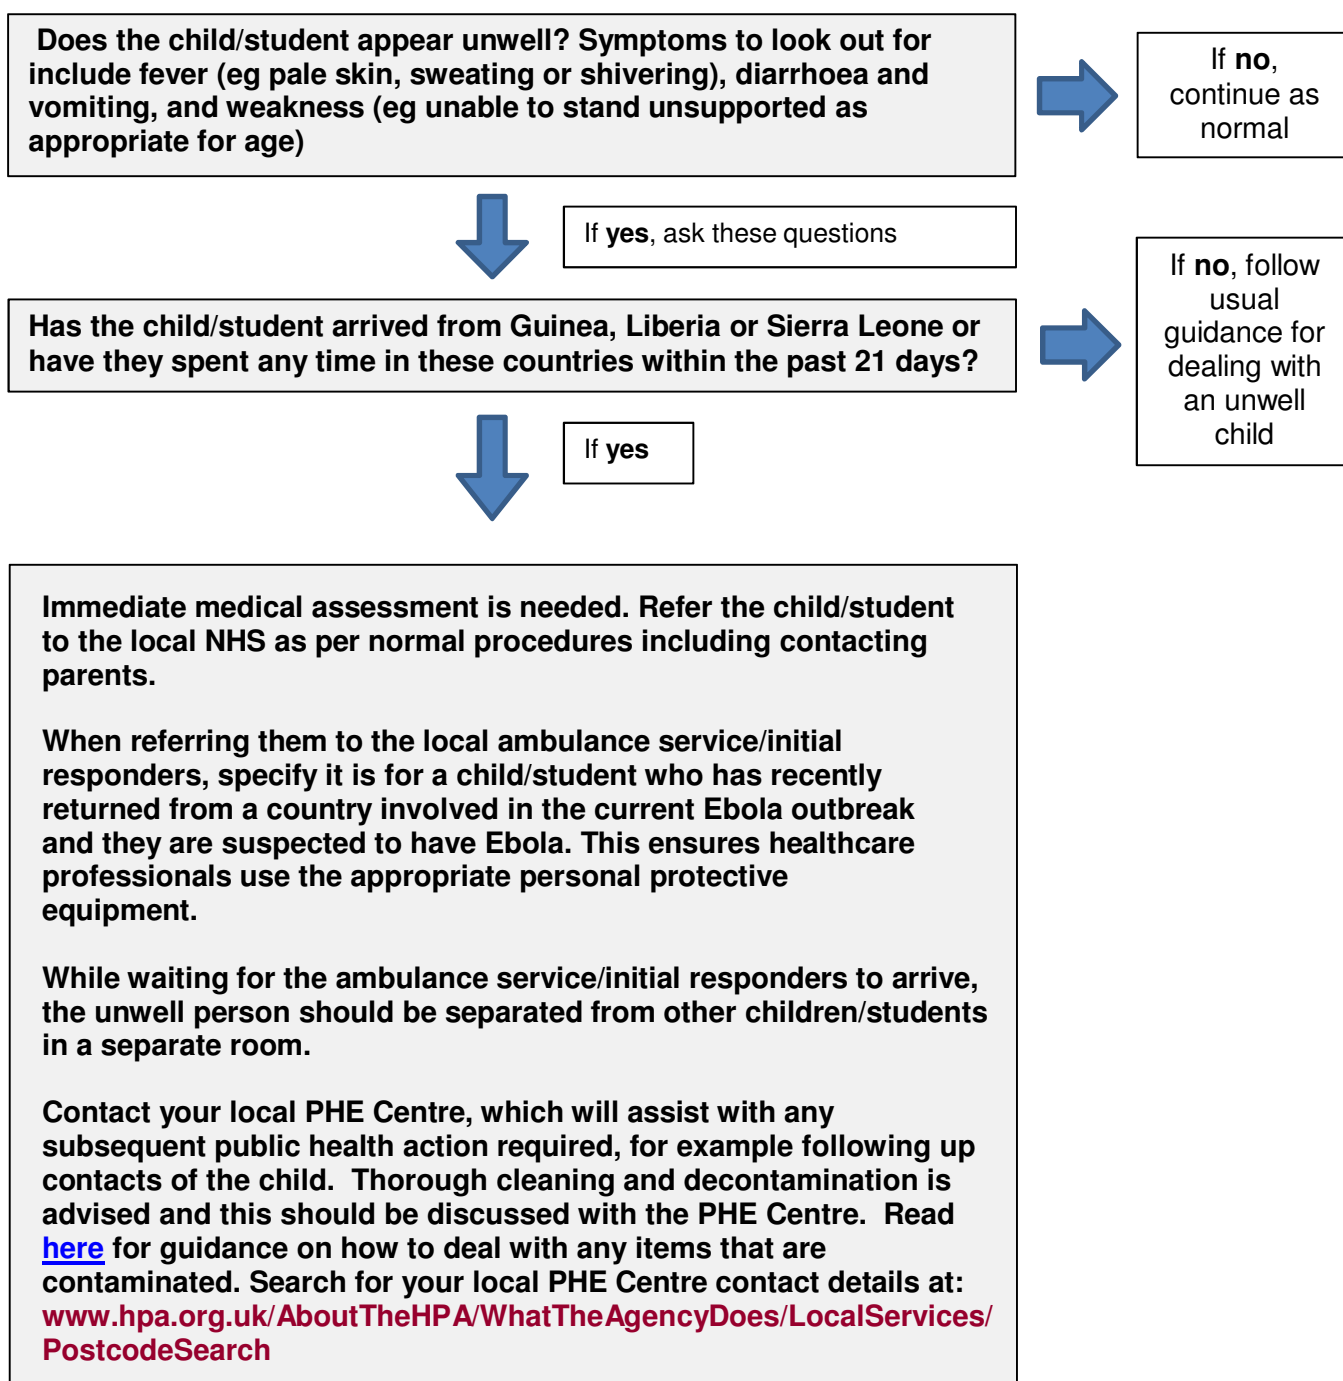 Does the child/student appear unwell? Symptoms to look out for
include fever (eg pale skin, sweating or shivering), diarrhoea and
vomiting, and weakness (eg unable to stand unsupported as
appropriate for age)
If no,
continue as
normal
If yes, ask these questions
Has the child/student arrived from Guinea, Liberia or Sierra Leone or
have they spent any time in these countries within the past 21 days?
If no, follow
usual
guidance for
dealing with
an unwell
child
If yes
Immediate medical assessment is needed. Refer the child/student
to the local NHS as per normal procedures including contacting
parents.
When referring them to the local ambulance service/initial
responders, specify it is for a child/student who has recently
returned from a country involved in the current Ebola outbreak
and they are suspected to have Ebola. This ensures healthcare
professionals use the appropriate personal protective
equipment.
While waiting for the ambulance service/initial responders to arrive,
the unwell person should be separated from other children/students
in a separate room.
Contact your local PHE Centre, which will assist with any
subsequent public health action required, for example following up
contacts of the child.  Thorough cleaning and decontamination is
advised and this should be discussed with the PHE Centre.  Read
here for guidance on how to deal with any items that are
contaminated. Search for your local PHE Centre contact details at:
www.hpa.org.uk/AboutTheHPA/WhatTheAgencyDoes/LocalServices/
PostcodeSearch